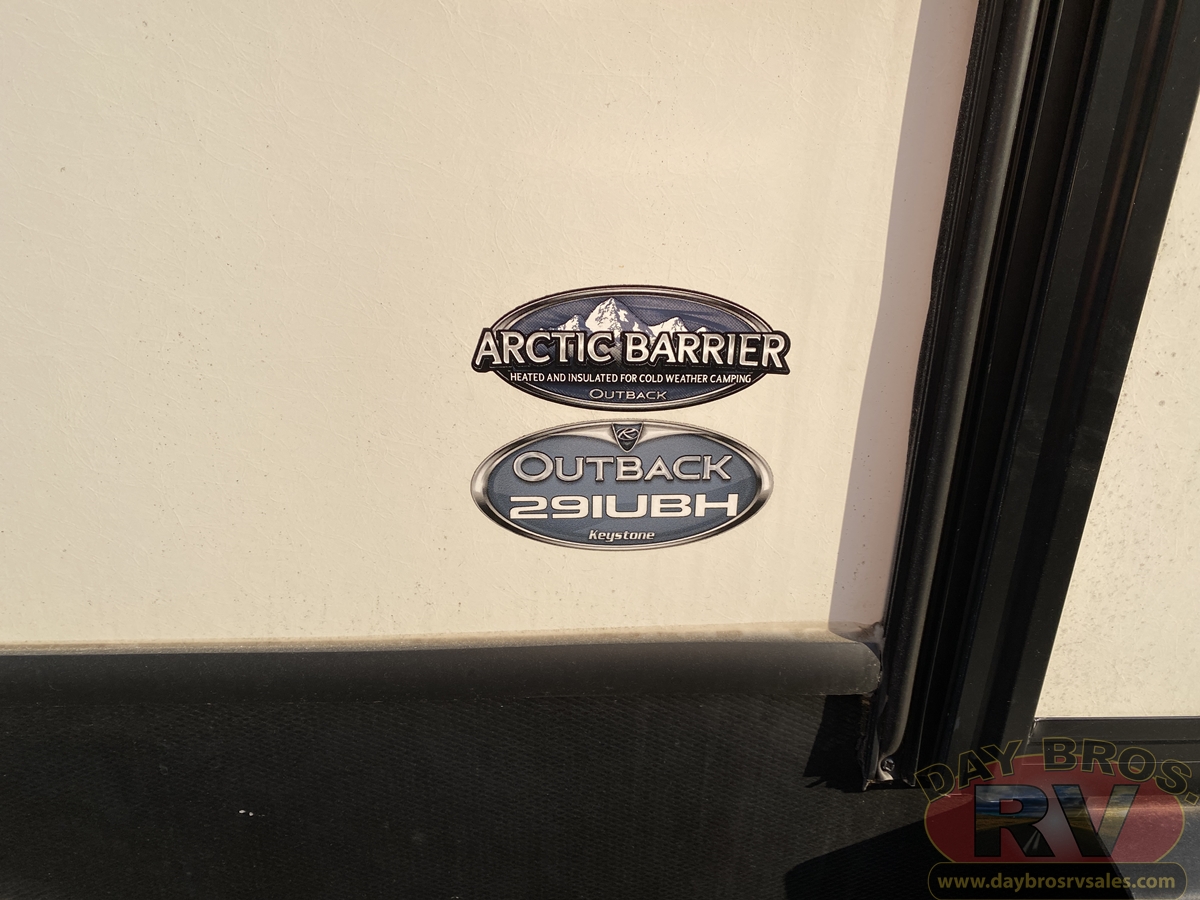 ARCTIC BARRIER
HEATED AND INSULATED FOR COLD WEATHER CAMPING
OUTBACK
OUTBACK
291UBH
Keystone
DAY BROS.
RV
www.daybrosrvsales.com